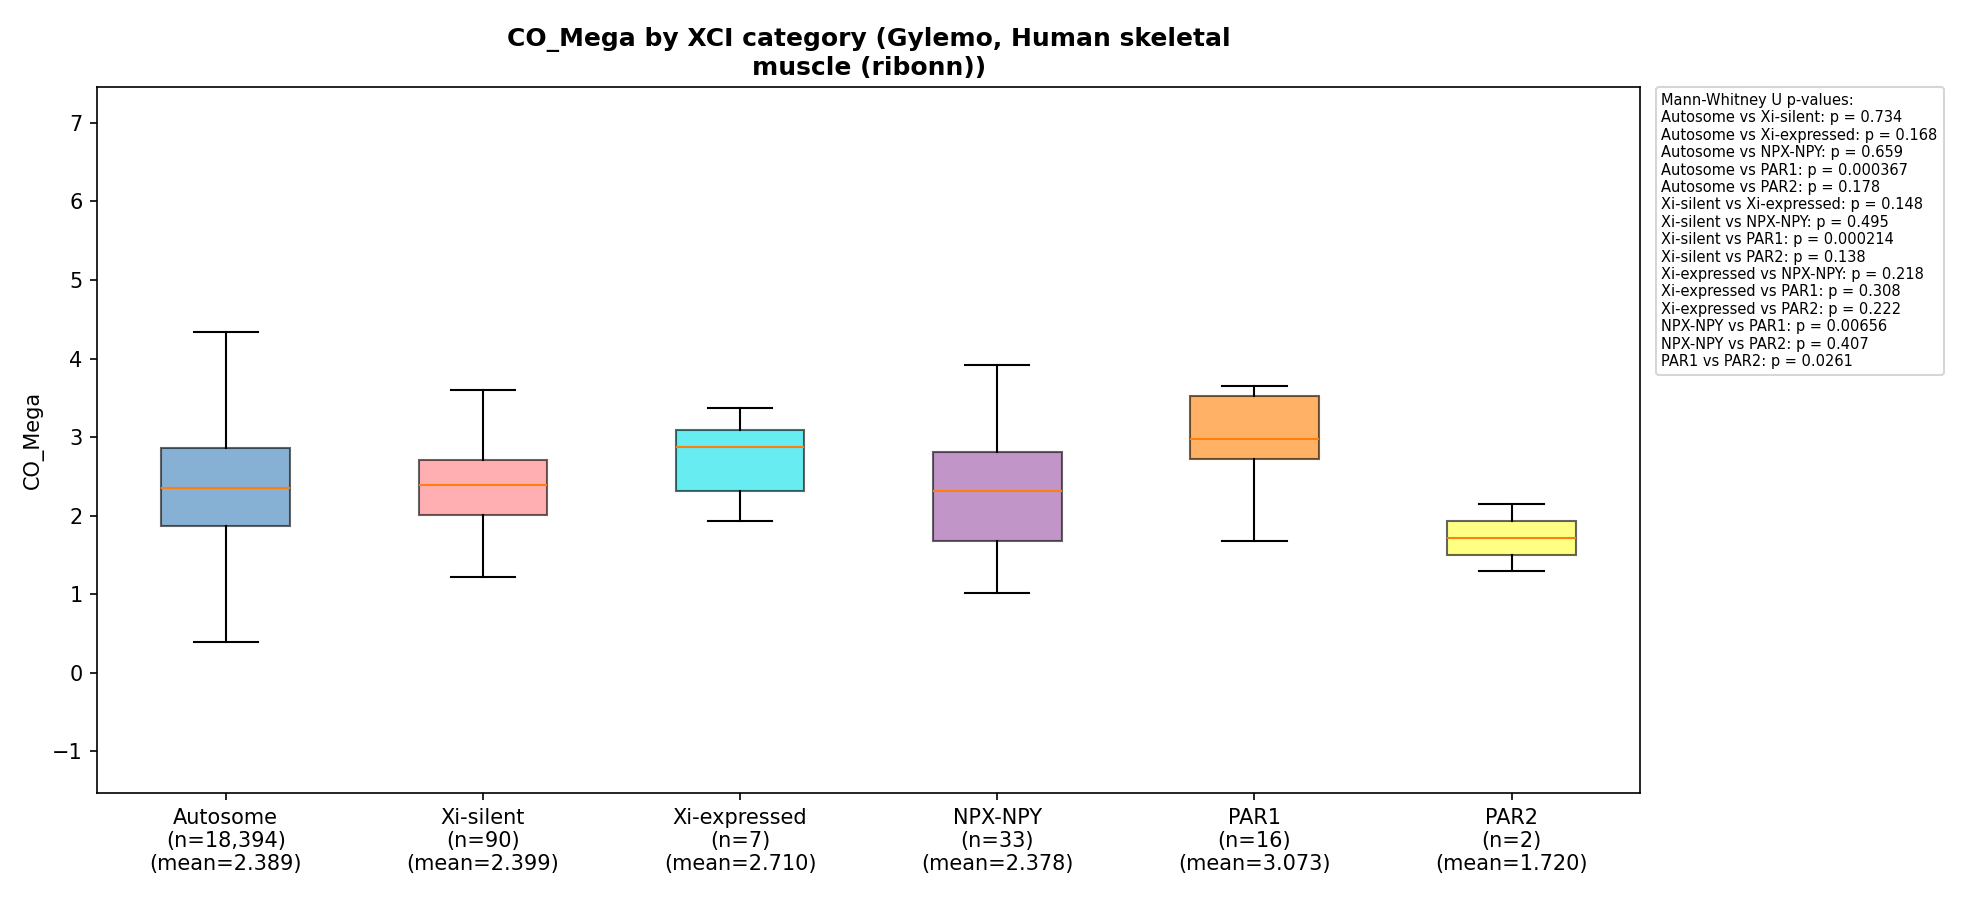 CO_Mega by XCI category (Gylemo, Human skeletal
muscle (ribonn))
CO_Mega
7
6
5
4
3
2
1
0
−1
Autosome
(n=18,394)
(mean=2.389)
Xi-silent
(n=90)
(mean=2.399)
Xi-expressed
(n=7)
(mean=2.710)
NPX-NPY
(n=33)
(mean=2.378)
PAR1
(n=16)
(mean=3.073)
PAR2
(n=2)
(mean=1.720)
Mann-Whitney U p-values:
Autosome vs Xi-silent: p = 0.734
Autosome vs Xi-expressed: p = 0.168
Autosome vs NPX-NPY: p = 0.659
Autosome vs PAR1: p = 0.000367
Autosome vs PAR2: p = 0.178
Xi-silent vs Xi-expressed: p = 0.148
Xi-silent vs NPX-NPY: p = 0.495
Xi-silent vs PAR1: p = 0.000214
Xi-silent vs PAR2: p = 0.138
Xi-expressed vs NPX-NPY: p = 0.218
Xi-expressed vs PAR1: p = 0.308
Xi-expressed vs PAR2: p = 0.222
NPX-NPY vs PAR1: p = 0.00656
NPX-NPY vs PAR2: p = 0.407
PAR1 vs PAR2: p = 0.0261